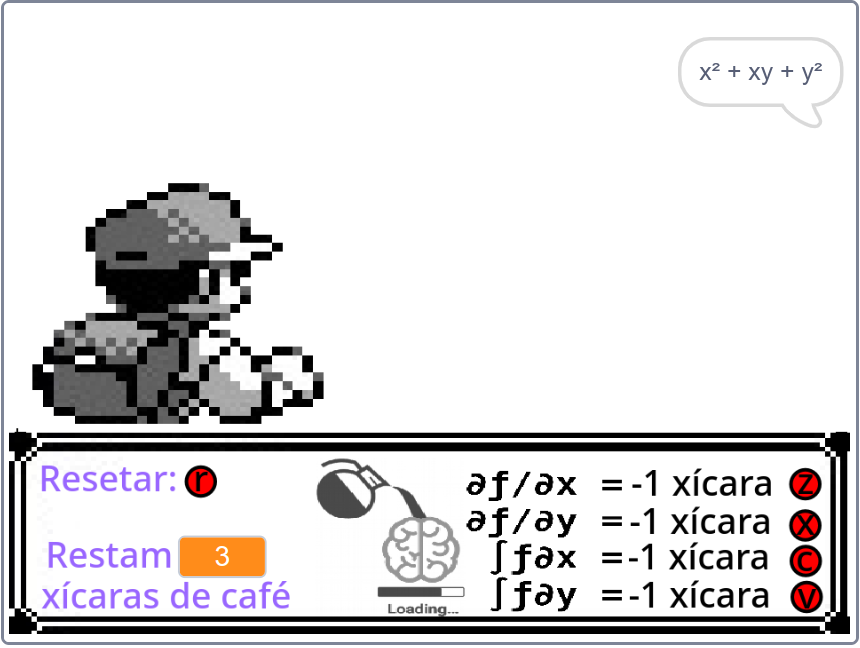 x² + xy + y²
Resetar: r
Restam 3
xícaras de café
Loading...
∂f/∂x = -1 xícara z
∂f/∂y = -1 xícara x
∫f∂x = -1 xícara c
∫f∂y = -1 xícara v